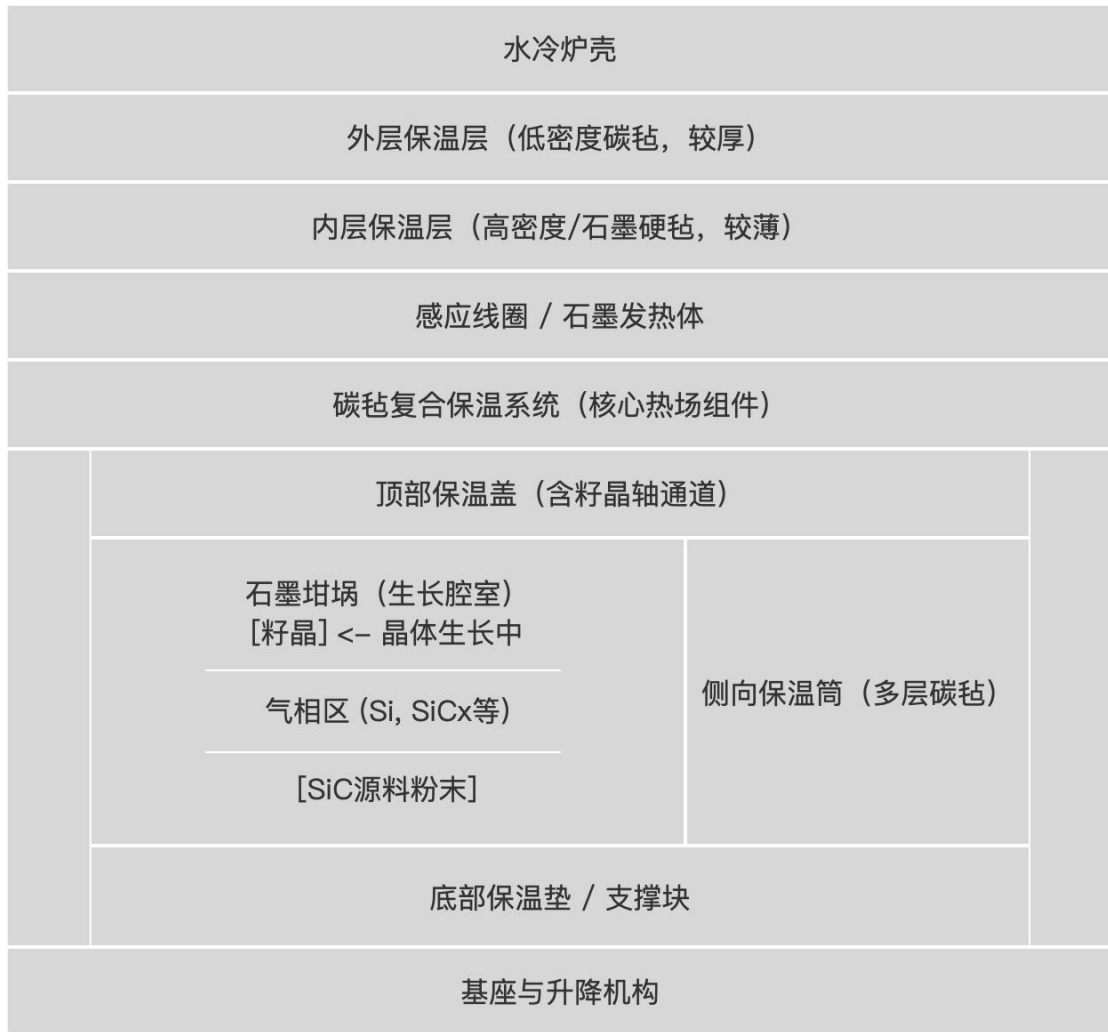 水冷炉壳
外层保温层（低密度碳毡，较厚）
内层保温层（高密度/石墨硬毡，较薄）
感应线圈 / 石墨发热体
碳毡复合保温系统（核心热场组件）
顶部保温盖（含籽晶轴通道）
石墨坩埚（生长腔室）
[籽晶] <- 晶体生长中
气相区 (Si, SiCx等)
[SiC源料粉末]
侧向保温筒（多层碳毡）
底部保温垫 / 支撑块
基座与升降机构